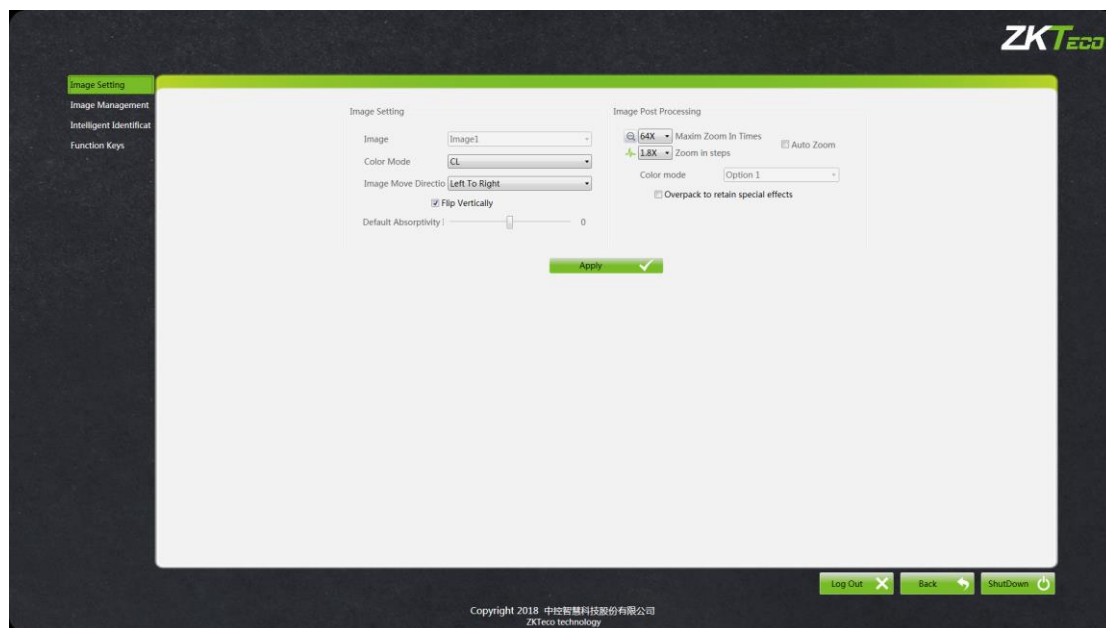 ZKTECO
Image Setting
Image Management
Intelligent Identificat
Function Keys
Image Setting
Image Image1
Color Mode CL
Image Move Directio Left To Right
Flip Vertically
Default Absorptivity 0
Image Post Processing
64X Maxim Zoom In Times
1.8X Zoom in steps
Auto Zoom
Color mode Option 1
Overpack to retain special effects
Apply
Log Out Back ShutDown
Copyright 2018 中控智慧科技股份有限公司
ZKTeco technology